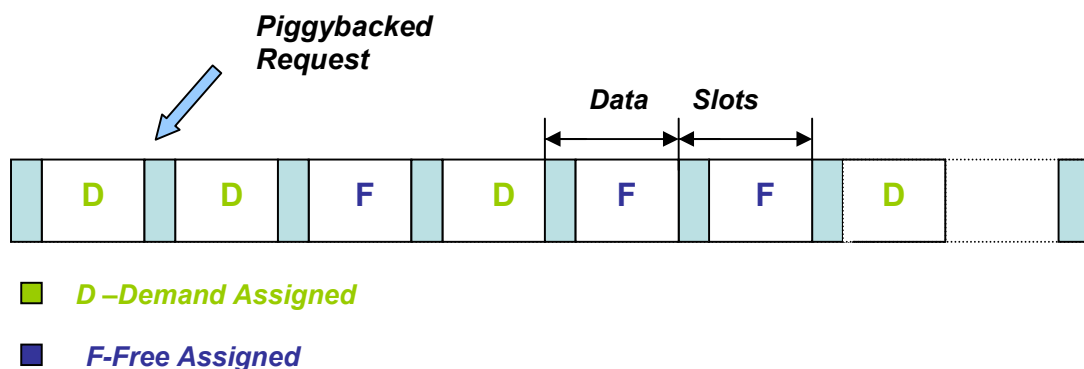 Piggybacked
Request
Data Slots
D D F D F F D
D –Demand Assigned
F-Free Assigned